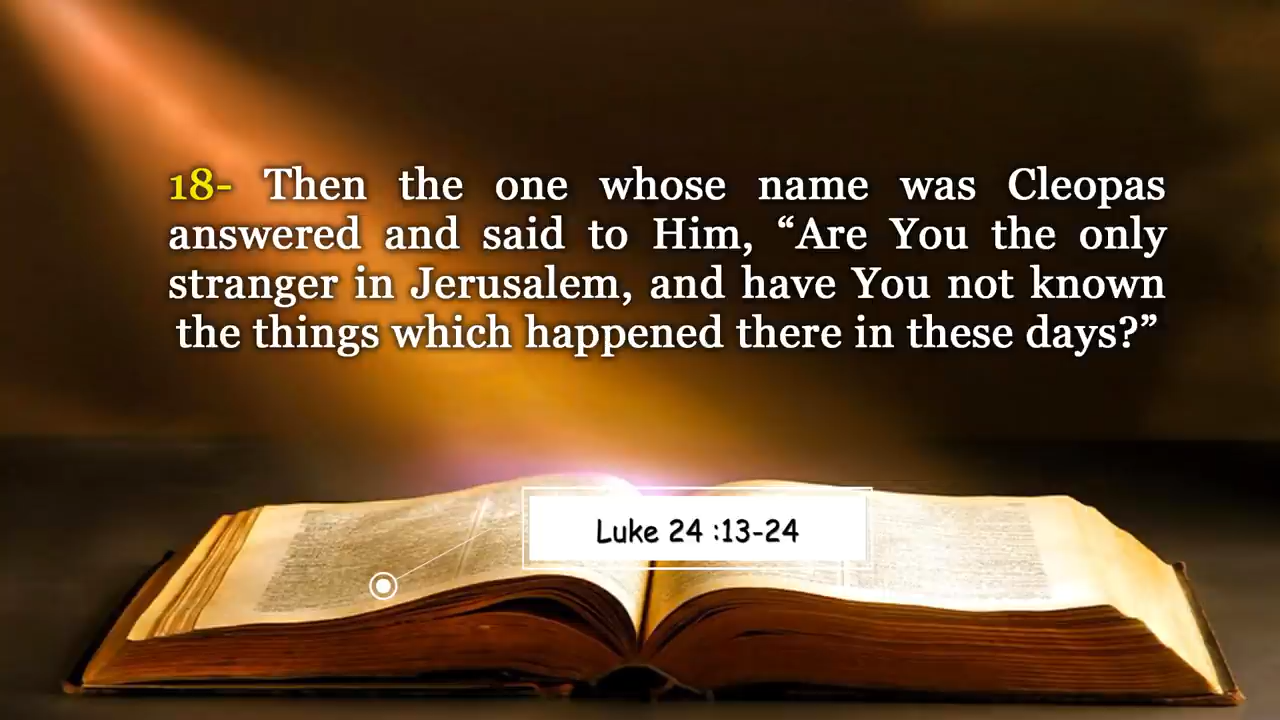 18- Then the one whose name was Cleopas
answered and said to Him, “Are You the only
stranger in Jerusalem, and have You not known
the things which happened there in these days?”
Luke 24 :13-24